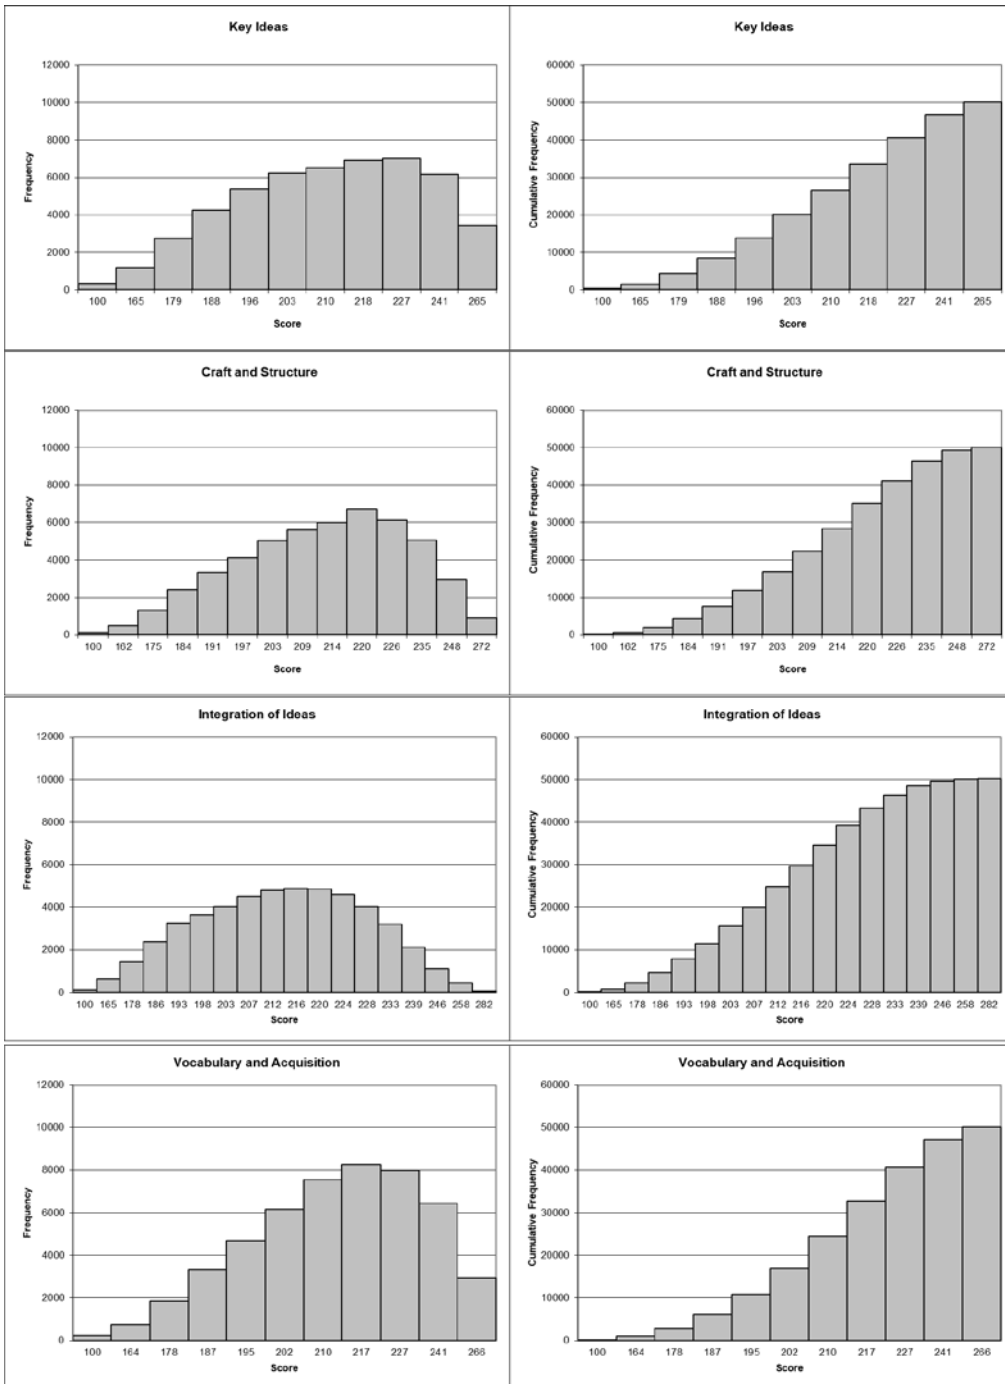 Key Ideas
12000
10000
8000
6000
4000
2000
0
Frequency
100 165 179 188 196 203 210 218 227 241 265
Score
Key Ideas
60000
50000
40000
30000
20000
10000
0
Cumulative Frequency
100 165 179 188 196 203 210 218 227 241 265
Score
Craft and Structure
12000
10000
8000
6000
4000
2000
0
Frequency
100 162 175 184 191 197 203 209 214 220 226 235 248 272
Score
Craft and Structure
60000
50000
40000
30000
20000
10000
0
Cumulative Frequency
100 162 175 184 191 197 203 209 214 220 226 235 248 272
Score
Integration of Ideas
12000
10000
8000
6000
4000
2000
0
Frequency
100 165 178 186 193 198 203 207 212 216 220 224 228 233 239 246 258 282
Score
Integration of Ideas
60000
50000
40000
30000
20000
10000
0
Cumulative Frequency
100 165 178 186 193 198 203 207 212 216 220 224 228 233 239 246 258 282
Score
Vocabulary and Acquisition
12000
10000
8000
6000
4000
2000
0
Frequency
100 164 178 187 195 202 210 217 227 241 266
Score
Vocabulary and Acquisition
60000
50000
40000
30000
20000
10000
0
Cumulative Frequency
100 164 178 187 195 202 210 217 227 241 266
Score